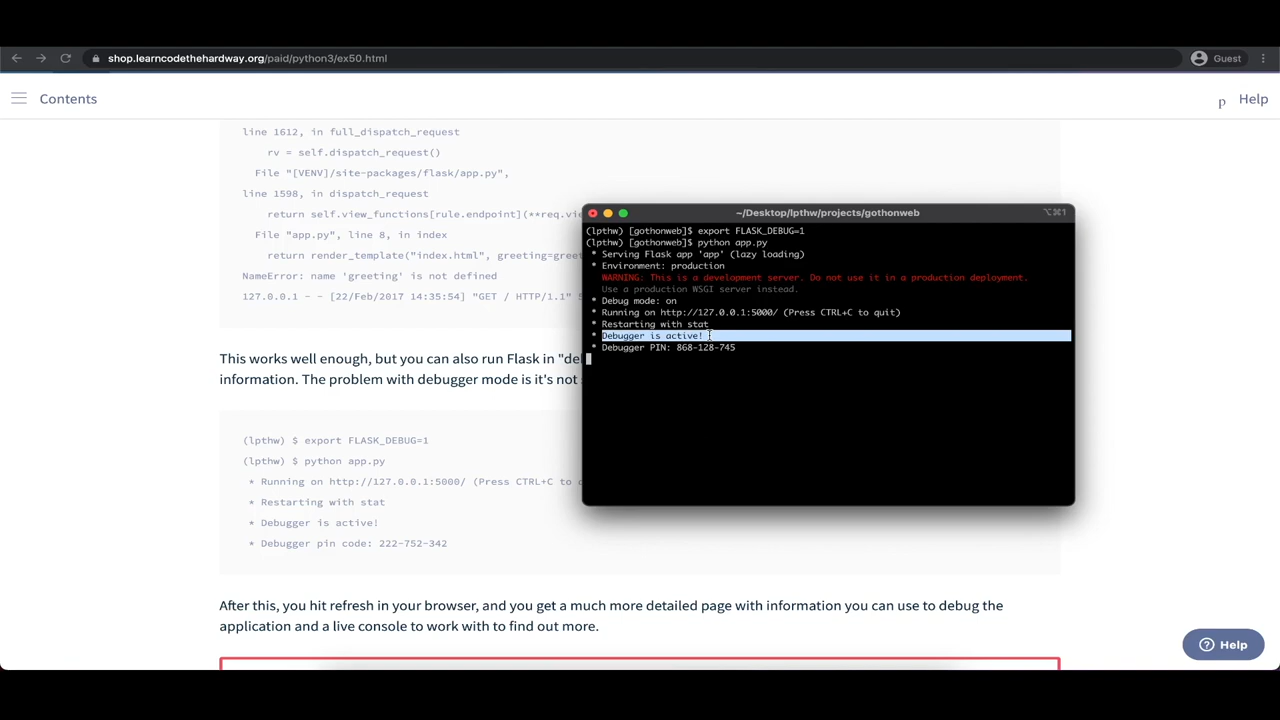 shop.learncodethehardway.org/paid/python3/ex50.html
Guest
Contents
p
Help
line 1612, in full_dispatch_request
rv = self.dispatch_request()
File "[VENV]/site-packages/flask/app.py",
line 1598, in dispatch_request
return self.view_functions[rule.endpoint](**req.vi
File "app.py", line 8, in index
return render_template("index.html", greeting=gree
NameError: name 'greeting' is not defined
127.0.0.1 - - [22/Feb/2017 14:35:54] "GET / HTTP/1.1"
~/Desktop/lpthw/projects/gothonweb
⌥⌘1
(lpthw) [gothonweb]$ export FLASK_DEBUG=1
(lpthw) [gothonweb]$ python app.py
* Serving Flask app 'app' (lazy loading)
* Environment: production
WARNING: This is a development server. Do not use it in a production deployment.
Use a production WSGI server instead.
* Debug mode: on
* Running on http://127.0.0.1:5000/ (Press CTRL+C to quit)
* Restarting with stat
* Debugger is active!
* Debugger PIN: 868-128-745
This works well enough, but you can also run Flask in "de
information. The problem with debugger mode is it's not
(lpthw) $ export FLASK_DEBUG=1
(lpthw) $ python app.py
* Running on http://127.0.0.1:5000/ (Press CTRL+C to
* Restarting with stat
* Debugger is active!
* Debugger pin code: 222-752-342
After this, you hit refresh in your browser, and you get a much more detailed page with information you can use to debug the
application and a live console to work with to find out more.
Help